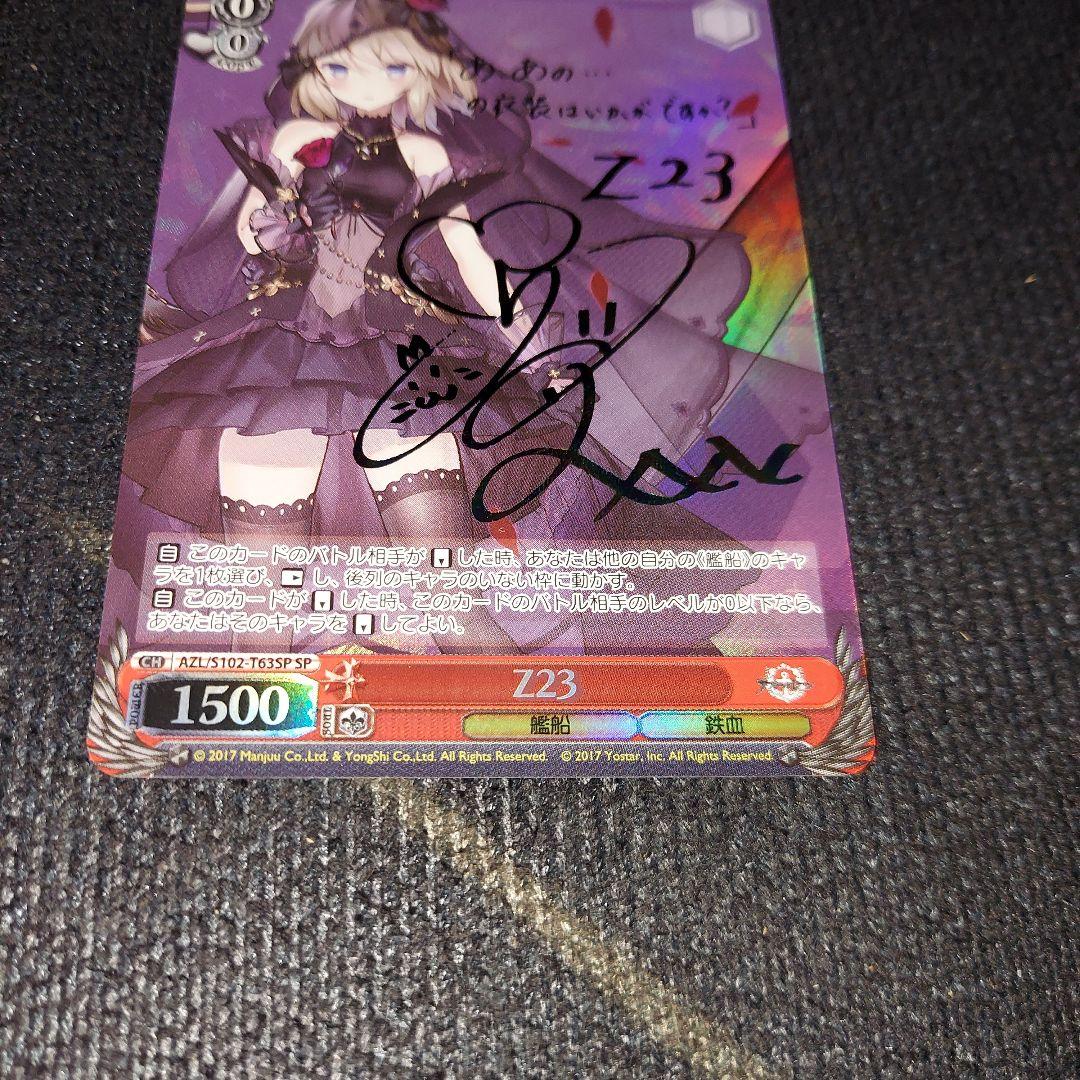 0
0
COST
「あ、あの…
の衣装はいかがですか?」
Z23
自 このカードのバトル相手が した時、あなたは他の自分の《艦船》のキャ
ラを1枚選び、 し、後列のキャラのいない枠に動かす。
自 このカードが した時、このカードのバトル相手のレベルが0以下なら、
あなたはそのキャラを してよい。
CH AZL/S102-T63SP SP
POWER 1500 SOUL Z23
艦船 鉄血
© 2017 Manjuu Co.,Ltd. & YongShi Co.,Ltd. All Rights Reserved. © 2017 Yostar, Inc. All Rights Reserved.